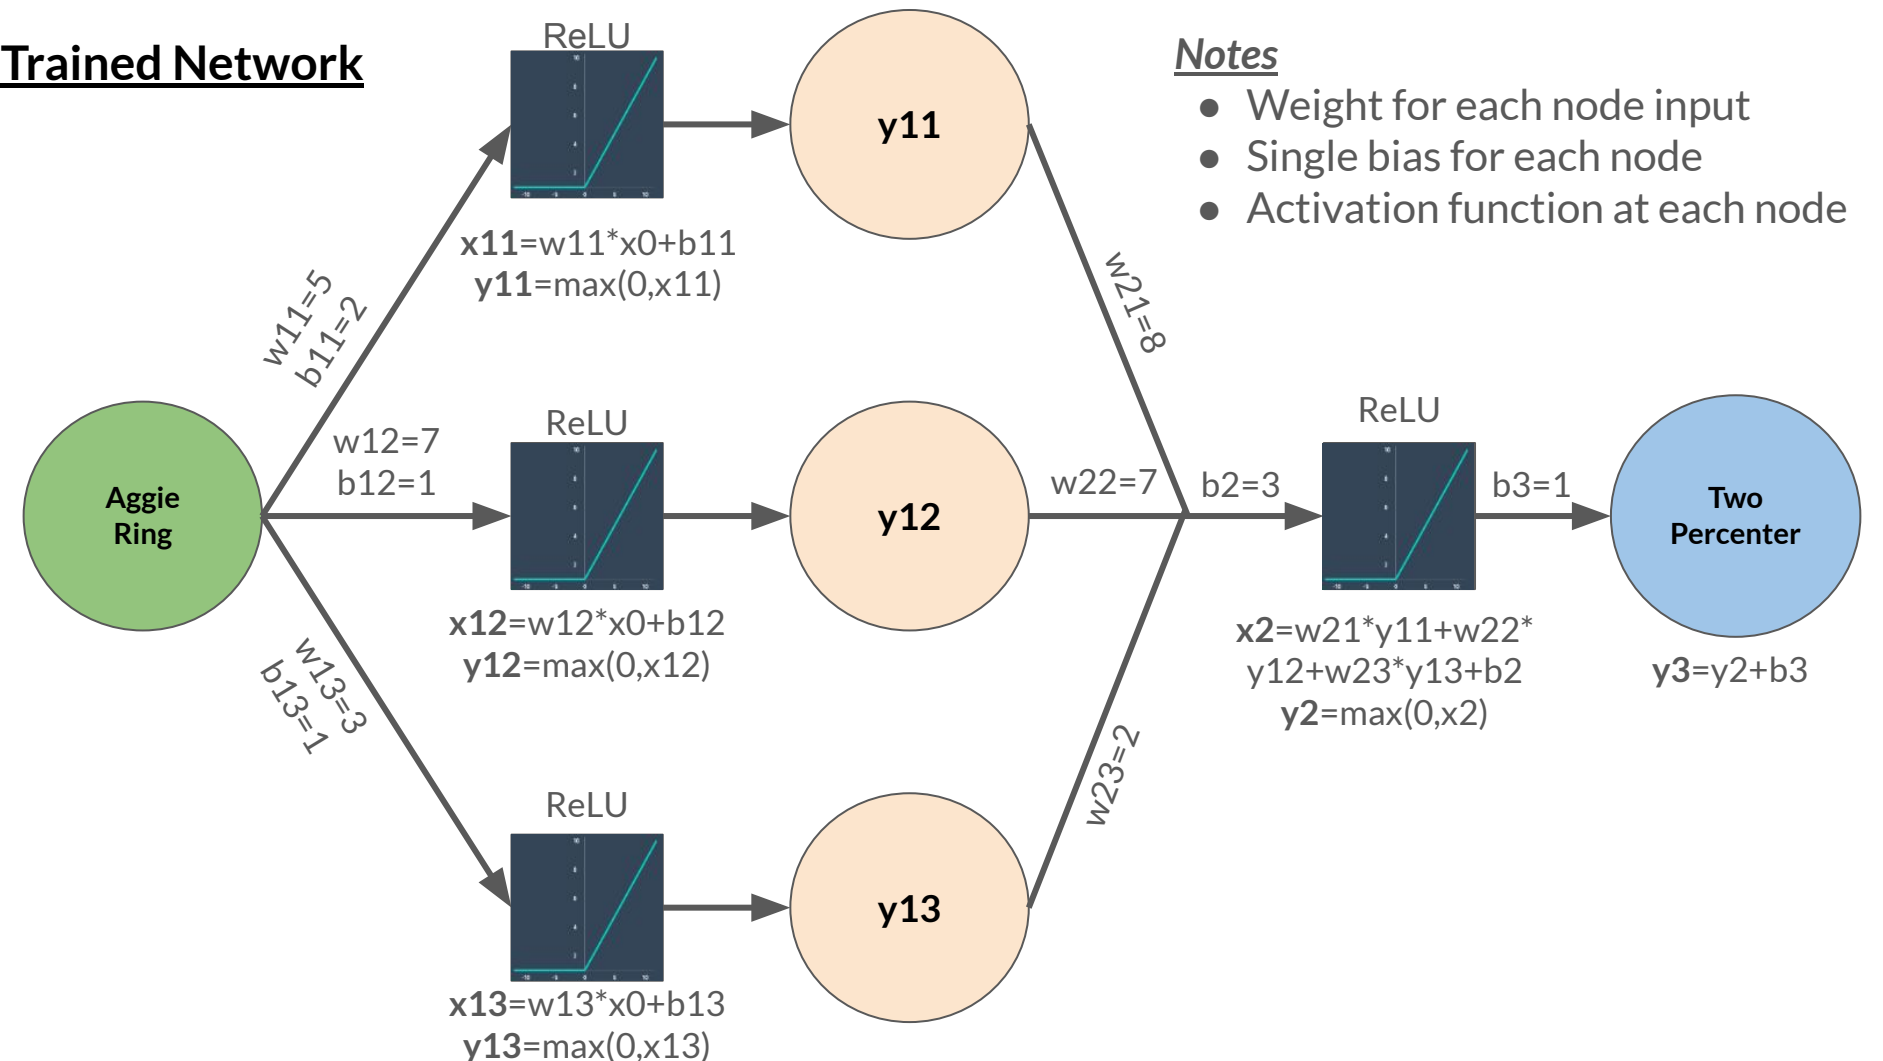 Trained Network
ReLU
x11=w11*x0+b11
y11=max(0,x11)
y11
Notes
● Weight for each node input
● Single bias for each node
● Activation function at each node
w11=5
b11=2
w21=8
Aggie
Ring
w12=7
b12=1
ReLU
x12=w12*x0+b12
y12=max(0,x12)
y12
w22=7
b2=3
ReLU
x2=w21*y11+w22*
y12+w23*y13+b2
y2=max(0,x2)
b3=1
Two
Percenter
y3=y2+b3
w13=3
b13=1
ReLU
x13=w13*x0+b13
y13=max(0,x13)
y13
w23=2